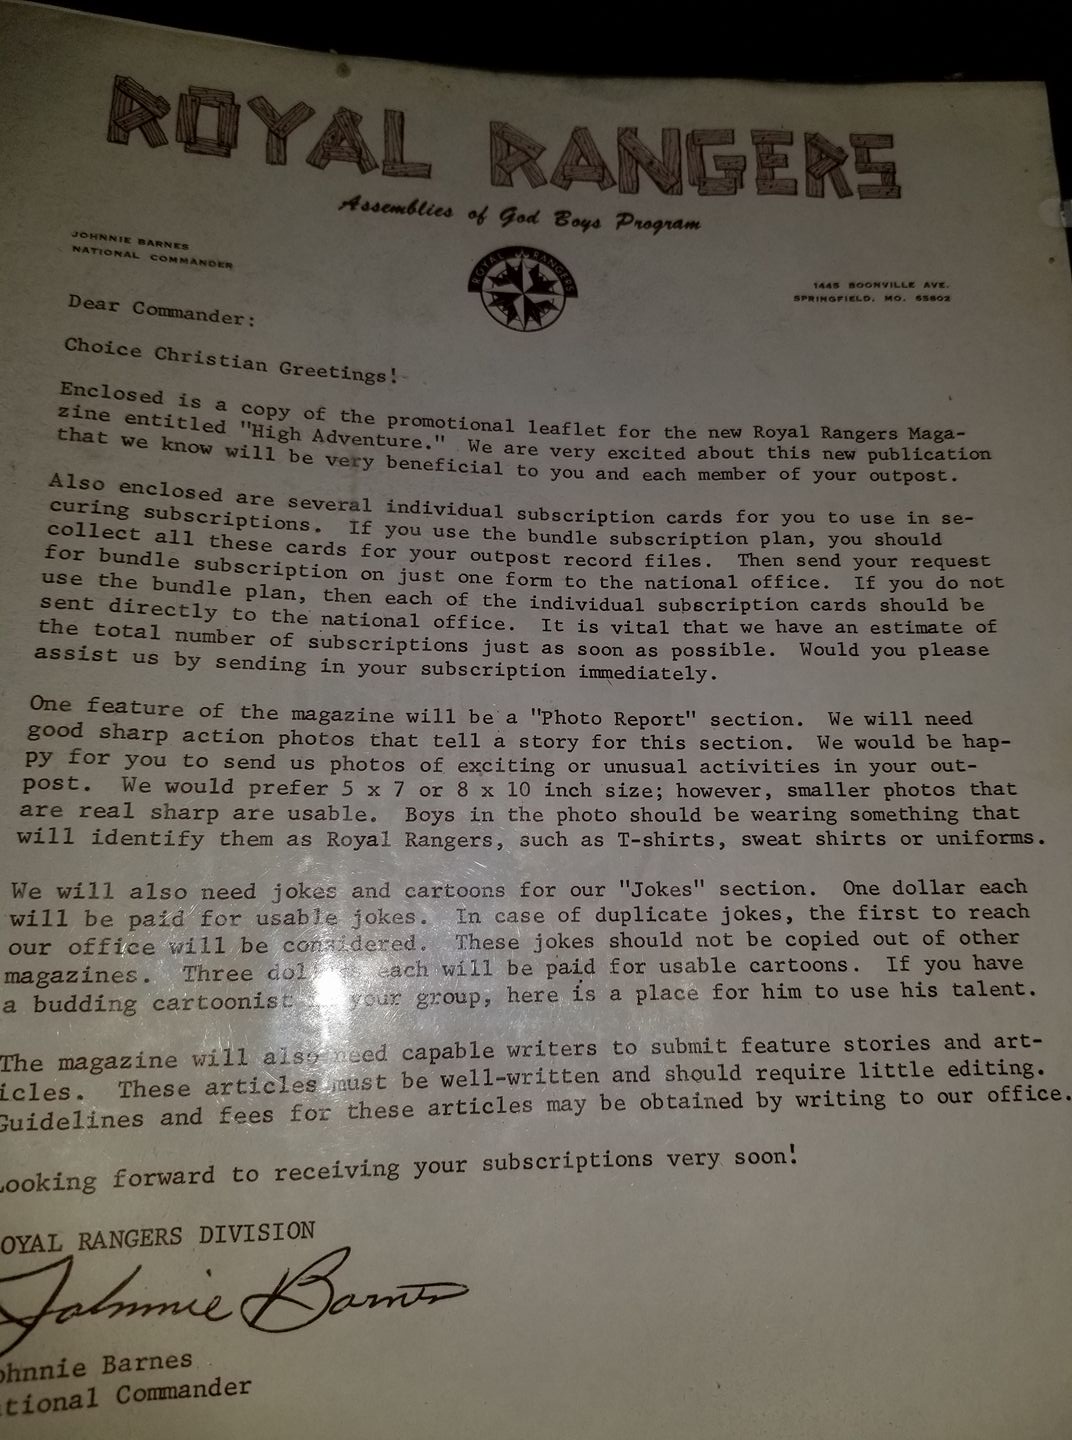 ROYAL RANGERS
Assemblies of God Boys Program
JOHNNIE BARNES
NATIONAL COMMANDER
ROYAL RANGERS
1445 BOONVILLE AVE.
SPRINGFIELD, MO. 65802
Dear Commander:
Choice Christian Greetings!
Enclosed is a copy of the promotional leaflet for the new Royal Rangers Maga-
zine entitled "High Adventure." We are very excited about this new publication
that we know will be very beneficial to you and each member of your outpost.
Also enclosed are several individual subscription cards for you to use in se-
curing subscriptions. If you use the bundle subscription plan, you should
collect all these cards for your outpost record files. Then send your request
for bundle subscription on just one form to the national office. If you do not
use the bundle plan, then each of the individual subscription cards should be
sent directly to the national office. It is vital that we have an estimate of
the total number of subscriptions just as soon as possible. Would you please
assist us by sending in your subscription immediately.
One feature of the magazine will be a "Photo Report" section. We will need
good sharp action photos that tell a story for this section. We would be hap-
py for you to send us photos of exciting or unusual activities in your out-
post. We would prefer 5 x 7 or 8 x 10 inch size; however, smaller photos that
are real sharp are usable. Boys in the photo should be wearing something that
will identify them as Royal Rangers, such as T-shirts, sweat shirts or uniforms.
We will also need jokes and cartoons for our "Jokes" section. One dollar each
will be paid for usable jokes. In case of duplicate jokes, the first to reach
our office will be considered. These jokes should not be copied out of other
magazines. Three dol each will be paid for usable cartoons. If you have
a budding cartoonist your group, here is a place for him to use his talent.
The magazine will also need capable writers to submit feature stories and art-
icles. These articles must be well-written and should require little editing.
Guidelines and fees for these articles may be obtained by writing to our office.
Looking forward to receiving your subscriptions very soon!
OYAL RANGERS DIVISION
Johnnie Barnes
ohnnie Barnes
tional Commander